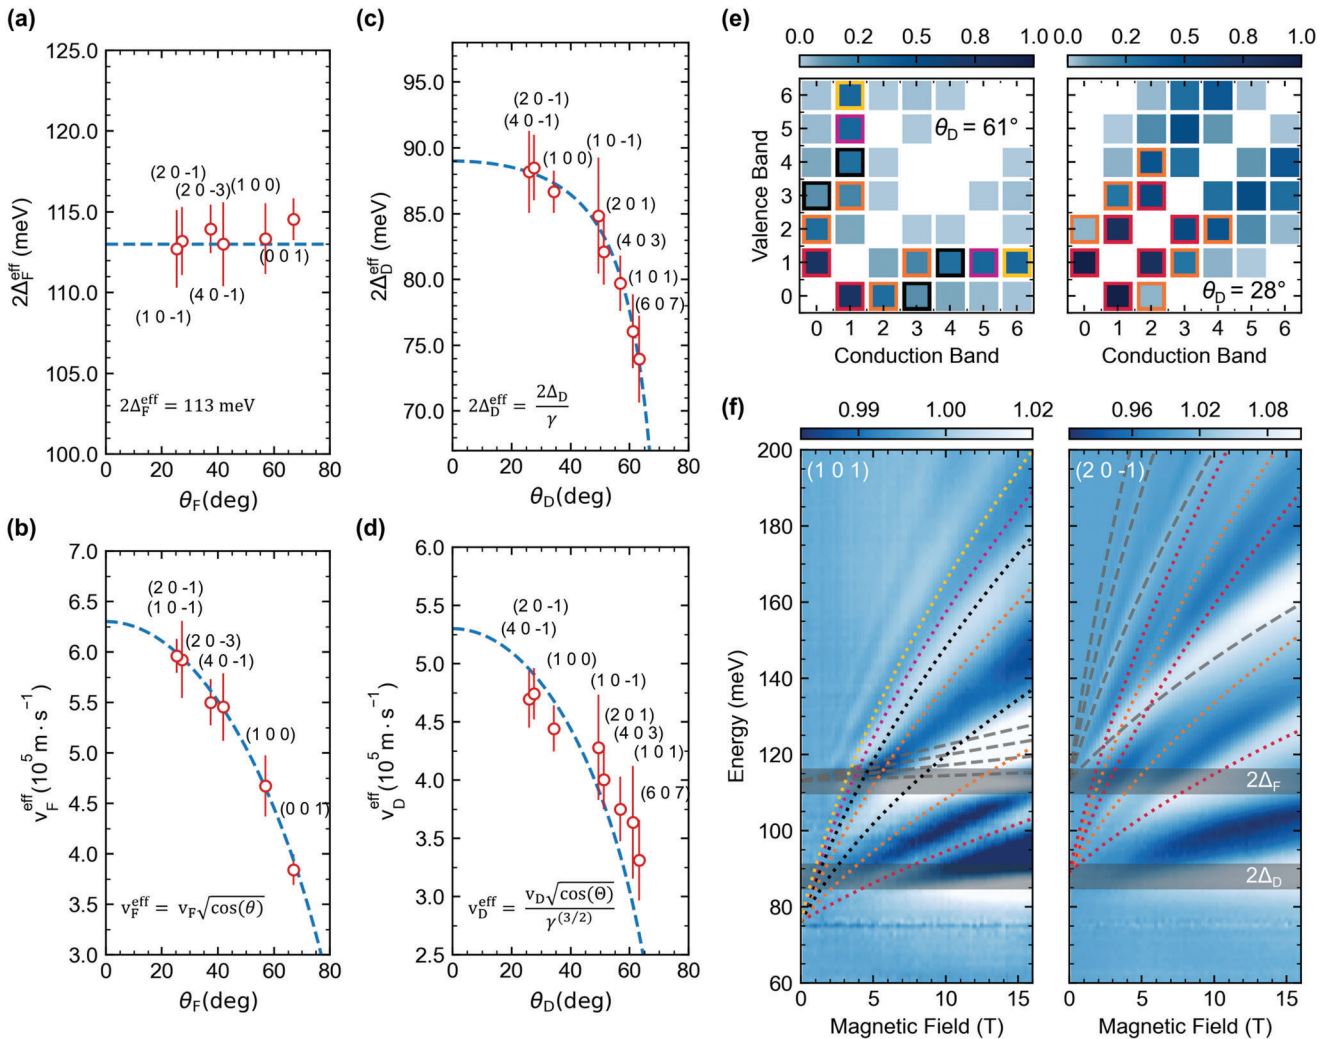 (a)
125.0
120.0
115.0
110.0
105.0
100.0
2Δ_F^eff (meV)
(2 0 -1)
(2 0 -3)
(1 0 0)
(0 0 1)
(4 0 -1)
(1 0 -1)
2Δ_F^eff = 113 meV
0 20 40 60 80
θ_F(deg)
(b)
7.0
6.5
6.0
5.5
5.0
4.5
4.0
3.5
3.0
v_F^eff (10^5 m · s^−1)
(2 0 -1)
(1 0 -1)
(2 0 -3)
(4 0 -1)
(1 0 0)
(0 0 1)
v_F^eff = v_F√cos(θ)
0 20 40 60 80
θ_F(deg)
(c)
95.0
90.0
85.0
80.0
75.0
70.0
2Δ_D^eff (meV)
(2 0 -1)
(4 0 -1)
(1 0 -1)
(1 0 0)
(2 0 1)
(4 0 3)
(1 0 1)
(6 0 7)
2Δ_D^eff = 2Δ_D / γ
0 20 40 60 80
θ_D(deg)
(d)
6.0
5.5
5.0
4.5
4.0
3.5
3.0
2.5
v_D^eff (10^5 m · s^−1)
(2 0 -1)
(4 0 -1)
(1 0 0)
(1 0 -1)
(2 0 1)
(4 0 3)
(1 0 1)
(6 0 7)
v_D^eff = v_D√cos(Θ) / γ^(3/2)
0 20 40 60 80
θ_D(deg)
(e)
0.0 0.2 0.5 0.8 1.0
0.0 0.2 0.5 0.8 1.0
6
5
4
3
2
1
0
Valence Band
θ_D = 61°
θ_D = 28°
0 1 2 3 4 5 6
0 1 2 3 4 5 6
Conduction Band
Conduction Band
(f)
0.99 1.00 1.02
0.96 1.02 1.08
200
180
160
140
120
100
80
60
Energy (meV)
(1 0 1)
(2 0 -1)
2Δ_F
2Δ_D
0 5 10 15
0 5 10 15
Magnetic Field (T)
Magnetic Field (T)